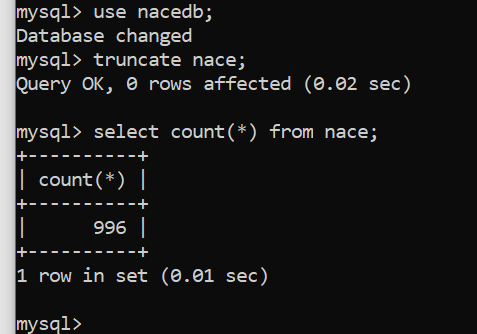 mysql> use nacedb;
Database changed
mysql> truncate nace;
Query OK, 0 rows affected (0.02 sec)

mysql> select count(*) from nace;
+----------+
| count(*) |
+----------+
|      996 |
+----------+
1 row in set (0.01 sec)

mysql>